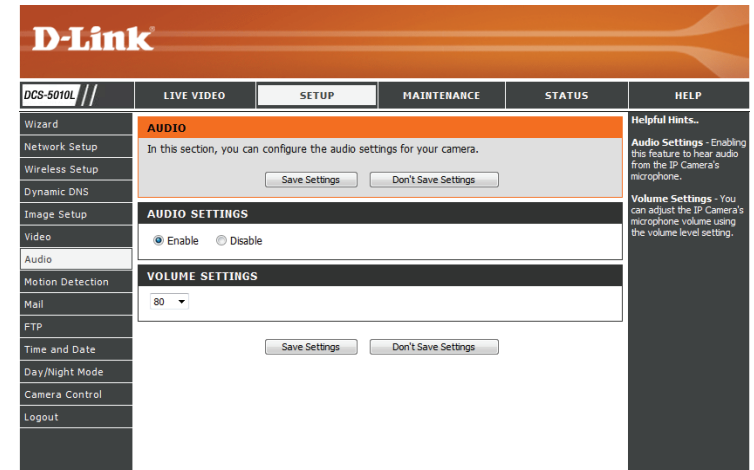 D-Link
DCS-5010L //
LIVE VIDEO
SETUP
MAINTENANCE
STATUS
HELP
Wizard
Network Setup
Wireless Setup
Dynamic DNS
Image Setup
Video
Audio
Motion Detection
Mail
FTP
Time and Date
Day/Night Mode
Camera Control
Logout
AUDIO
In this section, you can configure the audio settings for your camera.
Save Settings
Don't Save Settings
AUDIO SETTINGS
Enable
Disable
VOLUME SETTINGS
80
Save Settings
Don't Save Settings
Helpful Hints..
Audio Settings - Enabling
this feature to hear audio
from the IP Camera's
microphone.
Volume Settings - You
can adjust the IP Camera's
microphone volume using
the volume level setting.